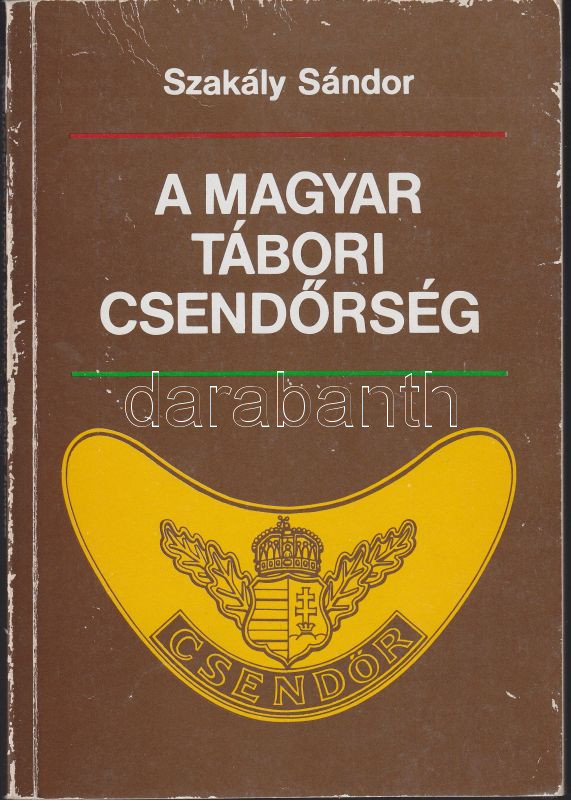 Szakály Sándor
A MAGYAR
TÁBORI
CSENDŐRSÉG
darabanth
CSENDŐR